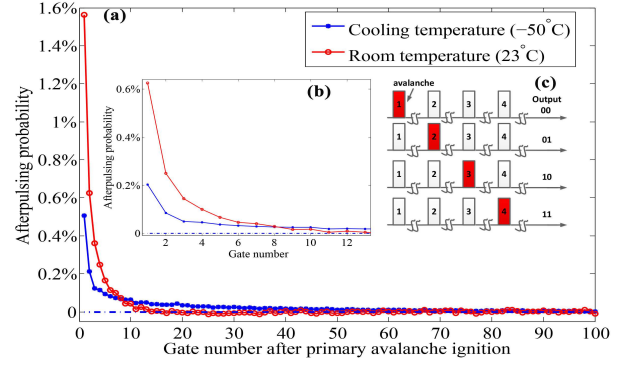 1.6%
1.4%
1.2%
1%
0.8%
0.6%
0.4%
0.2%
0
0 10 20 30 40 50 60 70 80 90 100
Gate number after primary avalanche ignition
Afterpulsing probability
(a)
Cooling temperature (−50°C)
Room temperature (23°C)
(b)
0.6%
0.4%
0.2%
0%
2 4 6 8 10 12
Gate number
Afterpulsing probability
(c)
avalanche
Output
1 2 3 4 00
1 2 3 4 01
1 2 3 4 10
1 2 3 4 11